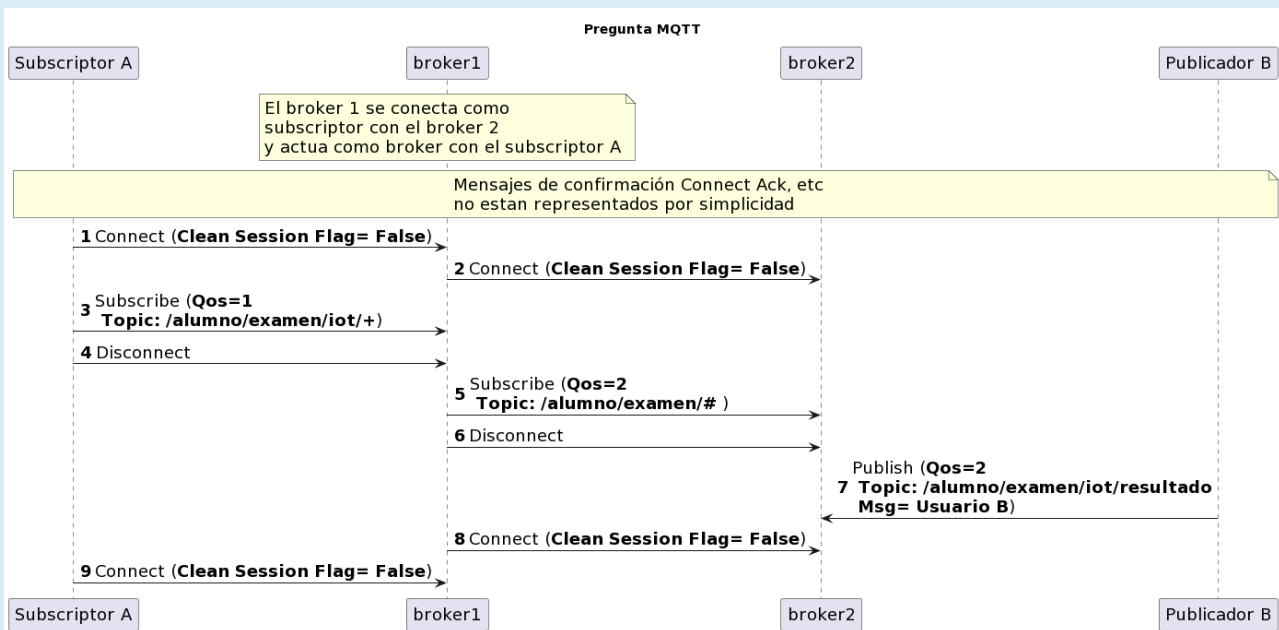 Pregunta MQTT
Subscriptor A
broker1
broker2
Publicador B
El broker 1 se conecta como
subscriptor con el broker 2
y actua como broker con el subscriptor A
Mensajes de confirmación Connect Ack, etc
no estan representados por simplicidad
1 Connect (Clean Session Flag= False)
2 Connect (Clean Session Flag= False)
3 Subscribe (Qos=1
Topic: /alumno/examen/iot/+)
4 Disconnect
5 Subscribe (Qos=2
Topic: /alumno/examen/# )
6 Disconnect
Publish (Qos=2
7 Topic: /alumno/examen/iot/resultado
Msg= Usuario B)
8 Connect (Clean Session Flag= False)
9 Connect (Clean Session Flag= False)
Subscriptor A
broker1
broker2
Publicador B